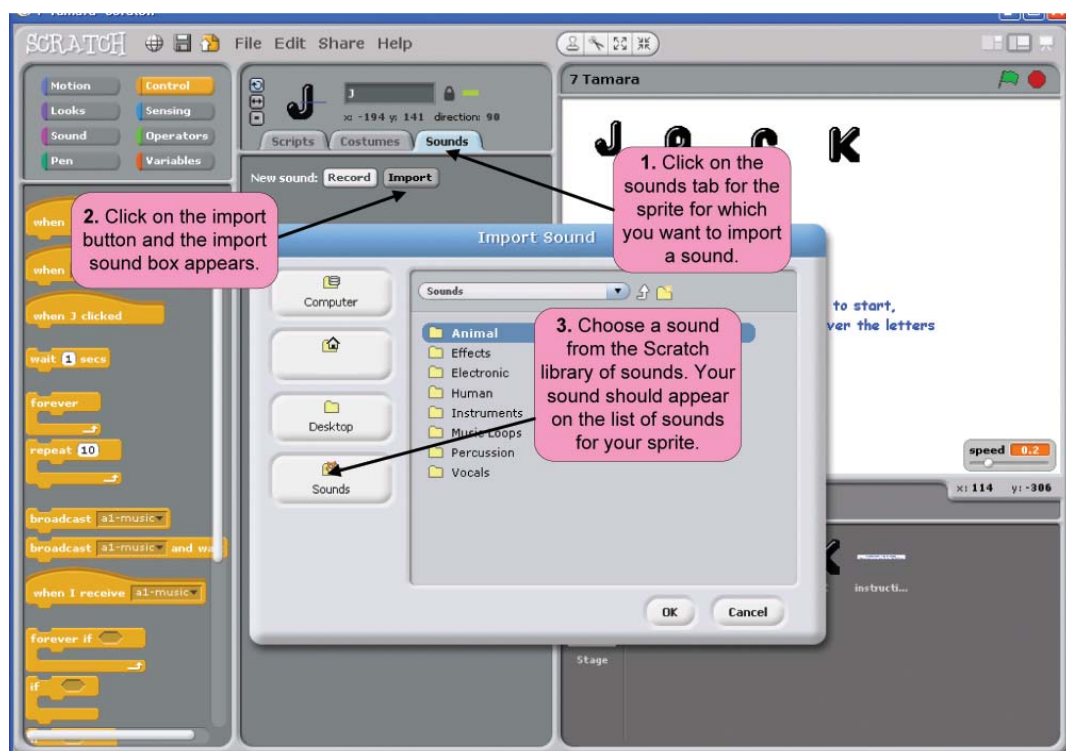 SCRATCH File Edit Share Help
Motion Control
Looks Sensing
Sound Operators
Pen Variables
J
x: -194 y: 141 direction: 90
Scripts Costumes Sounds
New sound: Record Import
7 Tamara
J A C K
1. Click on the
sounds tab for the
sprite for which
you want to import
a sound.
2. Click on the import
button and the import
sound box appears.
when
when
when J clicked
wait 1 secs
forever
repeat 10
broadcast a1-music
broadcast a1-music and wa
when I receive a1-music
forever if
if
Import Sound
Computer
Desktop
Sounds
Sounds
Animal
Effects
Electronic
Human
Instruments
Music Loops
Percussion
Vocals
3. Choose a sound
from the Scratch
library of sounds. Your
sound should appear
on the list of sounds
for your sprite.
OK Cancel
to start,
ver the letters
speed 0.2
x: 114 y: -306
K
instructi...
Stage